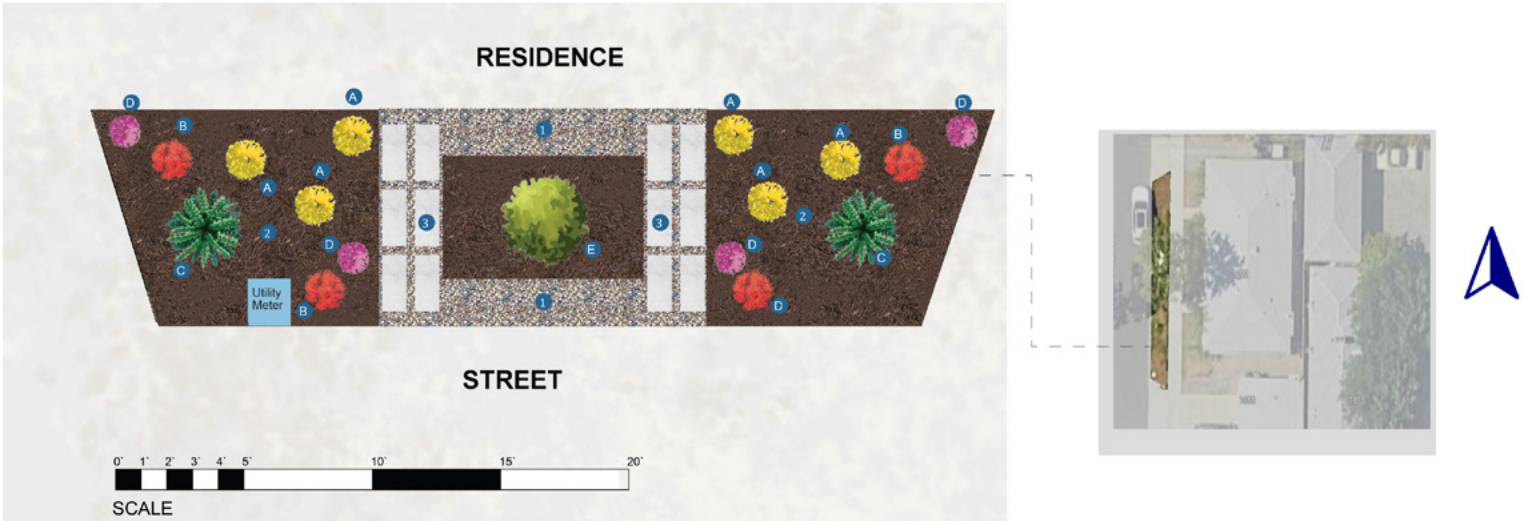 RESIDENCE
D
A
A
D
B
1
A
B
A
A
A
2
3
3
2
D
E
D
C
C
Utility
Meter
B
1
D
STREET
0` 1` 2` 3` 4` 5` 10` 15` 20`
SCALE